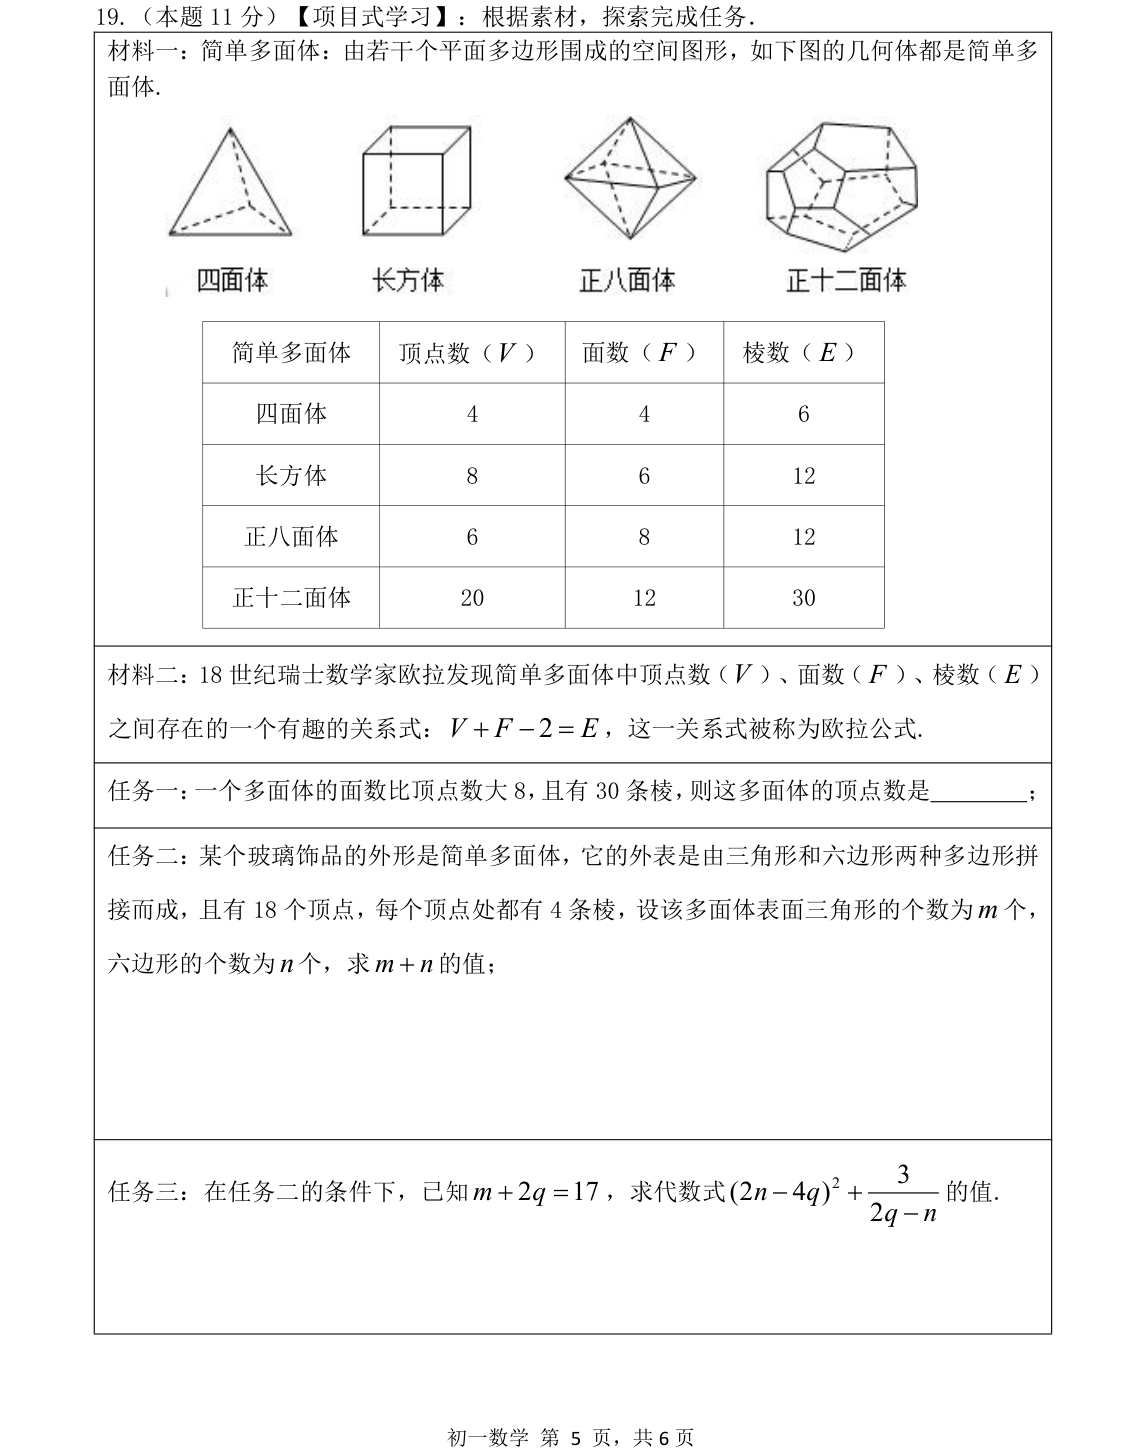 19.（本题11分）【项目式学习】：根据素材，探索完成任务.
材料一：简单多面体：由若干个平面多边形围成的空间图形，如下图的几何体都是简单多
面体.
四面体 长方体 正八面体 正十二面体
简单多面体 顶点数（V） 面数（F） 棱数（E）
四面体 4 4 6
长方体 8 6 12
正八面体 6 8 12
正十二面体 20 12 30
材料二：18世纪瑞士数学家欧拉发现简单多面体中顶点数（V）、面数（F）、棱数（E）
之间存在的一个有趣的关系式：V+F−2=E，这一关系式被称为欧拉公式.
任务一：一个多面体的面数比顶点数大8，且有30条棱，则这多面体的顶点数是________；
任务二：某个玻璃饰品的外形是简单多面体，它的外表是由三角形和六边形两种多边形拼
接而成，且有18个顶点，每个顶点处都有4条棱，设该多面体表面三角形的个数为m个，
六边形的个数为n个，求m+n的值；
任务三：在任务二的条件下，已知m+2q=17，求代数式(2n−4q)²+3/(2q−n)的值.
初一数学 第 5 页，共6页